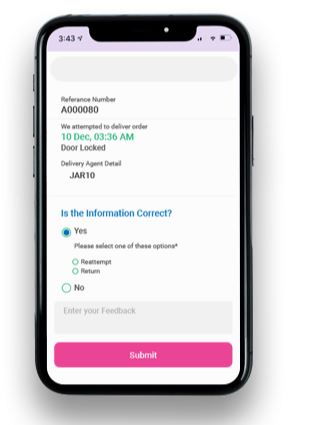 3:43
Referance Number
A000080
We attempted to deliver order
10 Dec, 03:36 AM
Door Locked
Delivery Agent Detail
JAR10
Is the Information Correct?
Yes
Please select one of these options*
Reattempt
Return
No
Enter your Feedback
Submit